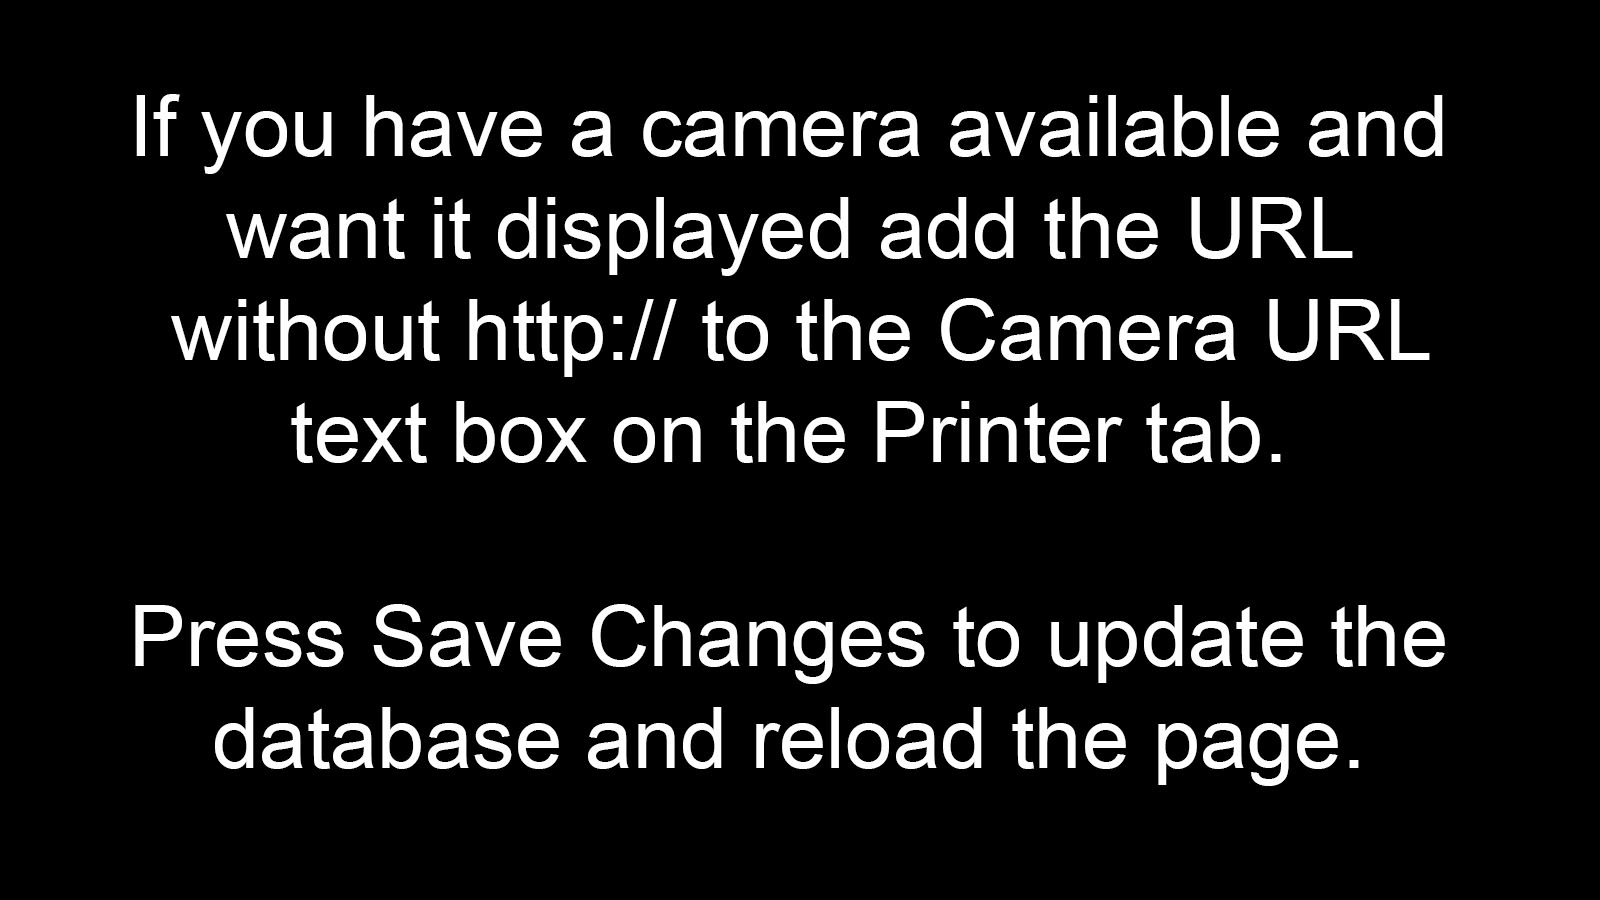 If you have a camera available and
want it displayed add the URL
without http:// to the Camera URL
text box on the Printer tab.
Press Save Changes to update the
database and reload the page.